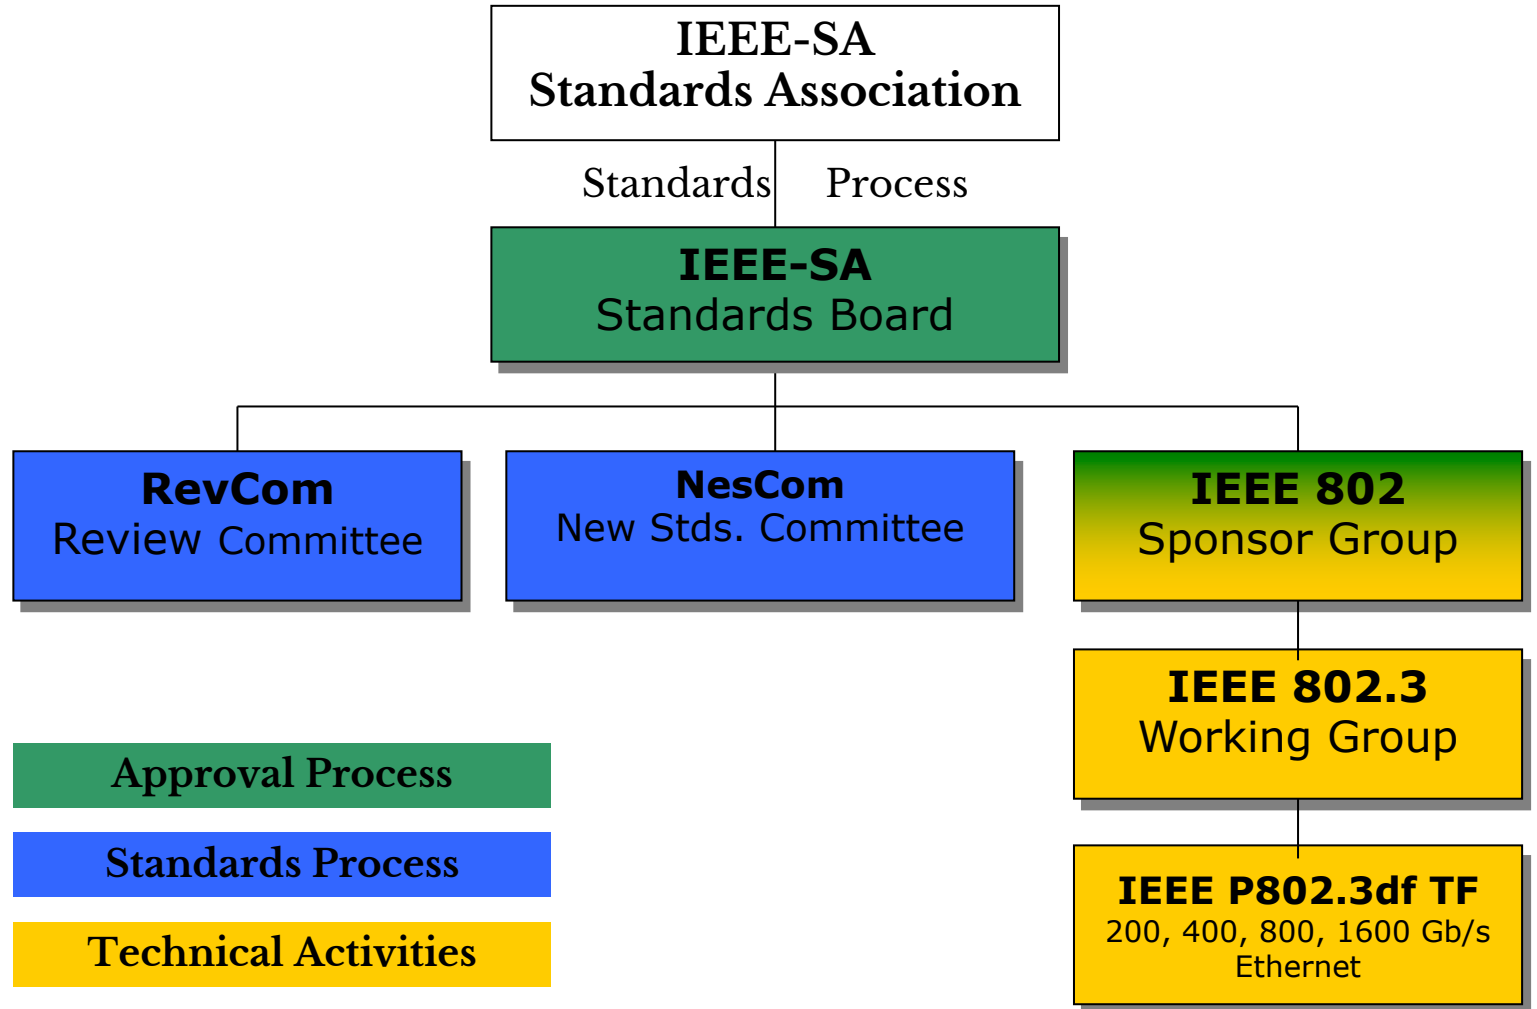 IEEE-SA
Standards Association
Standards Process
IEEE-SA
Standards Board
RevCom
Review Committee
NesCom
New Stds. Committee
IEEE 802
Sponsor Group
IEEE 802.3
Working Group
Approval Process
Standards Process
Technical Activities
IEEE P802.3df TF
200, 400, 800, 1600 Gb/s
Ethernet